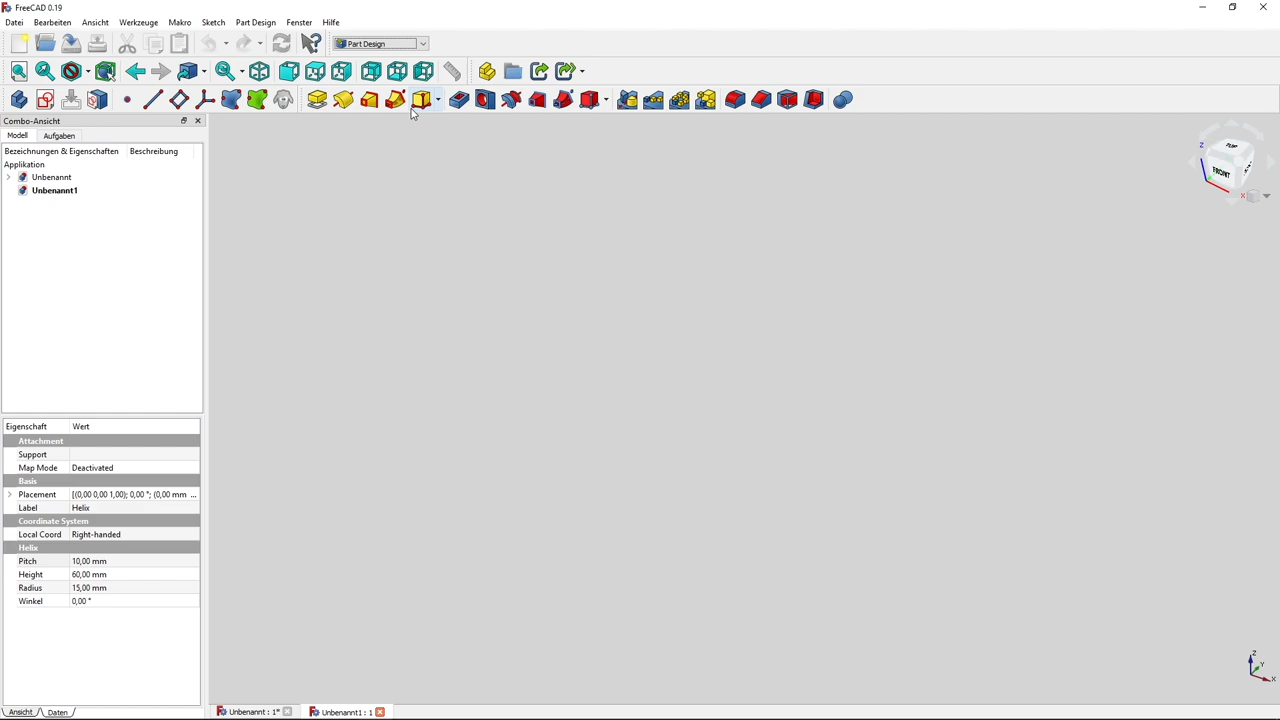 FreeCAD 0.19
Datei Bearbeiten Ansicht Werkzeuge Makro Sketch Part Design Fenster Hilfe
Part Design
Combo-Ansicht
Modell Aufgaben
Bezeichnungen & Eigenschaften Beschreibung
Applikation
Unbenannt
Unbenannt1
TOP
FRONT
Z
X
Eigenschaft Wert
Attachment
Support
Map Mode Deactivated
Basis
Placement [(0,00 0,00 1,00); 0,00 °; (0,00 mm ...
Label Helix
Coordinate System
Local Coord Right-handed
Helix
Pitch 10,00 mm
Height 60,00 mm
Radius 15,00 mm
Winkel 0,00 °
Z
Y
X
Ansicht Daten
Unbenannt : 1* Unbenannt1 : 1